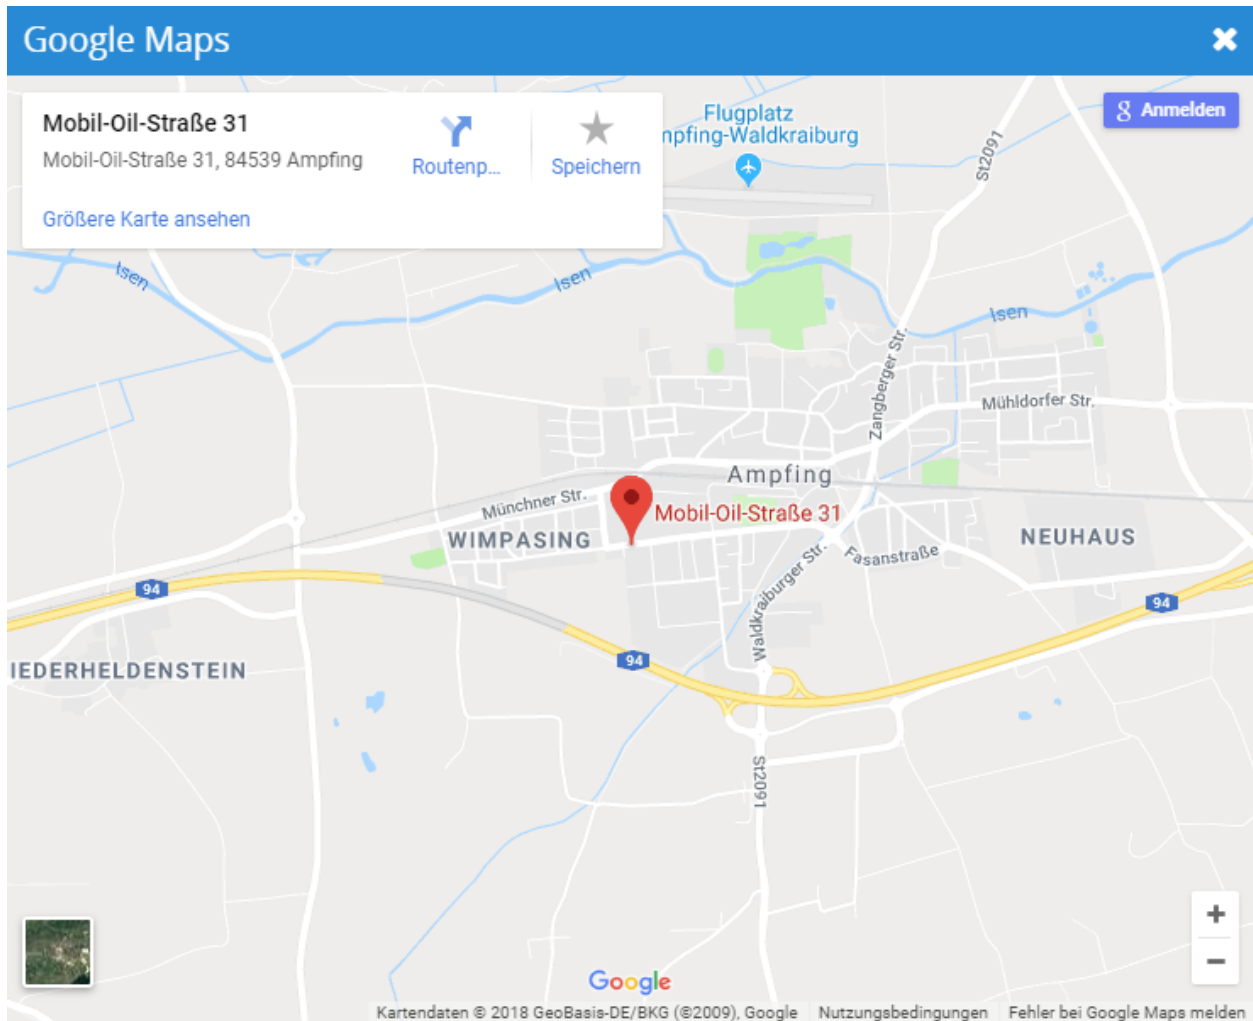 Google Maps
Mobil-Oil-Straße 31
Mobil-Oil-Straße 31, 84539 Ampfing
Routenp...
Speichern
Größere Karte ansehen
Anmelden
Flugplatz
mpfing-Waldkraiburg
St2091
Isen
Isen
Isen
Zangberger Str.
Mühldorfer Str.
Ampfing
Münchner Str.
Mobil-Oil-Straße 31
WIMPASING
NEUHAUS
Fasanstraße
Waldkraiburger Str.
94
94
94
IEDERHELDENSTEIN
St2091
Google
Kartendaten © 2018 GeoBasis-DE/BKG (©2009), Google
Nutzungsbedingungen
Fehler bei Google Maps melden